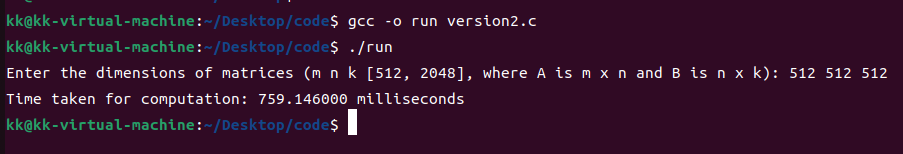 kk@kk-virtual-machine:~/Desktop/code$ gcc -o run version2.c
kk@kk-virtual-machine:~/Desktop/code$ ./run
Enter the dimensions of matrices (m n k [512, 2048], where A is m x n and B is n x k): 512 512 512
Time taken for computation: 759.146000 milliseconds
kk@kk-virtual-machine:~/Desktop/code$